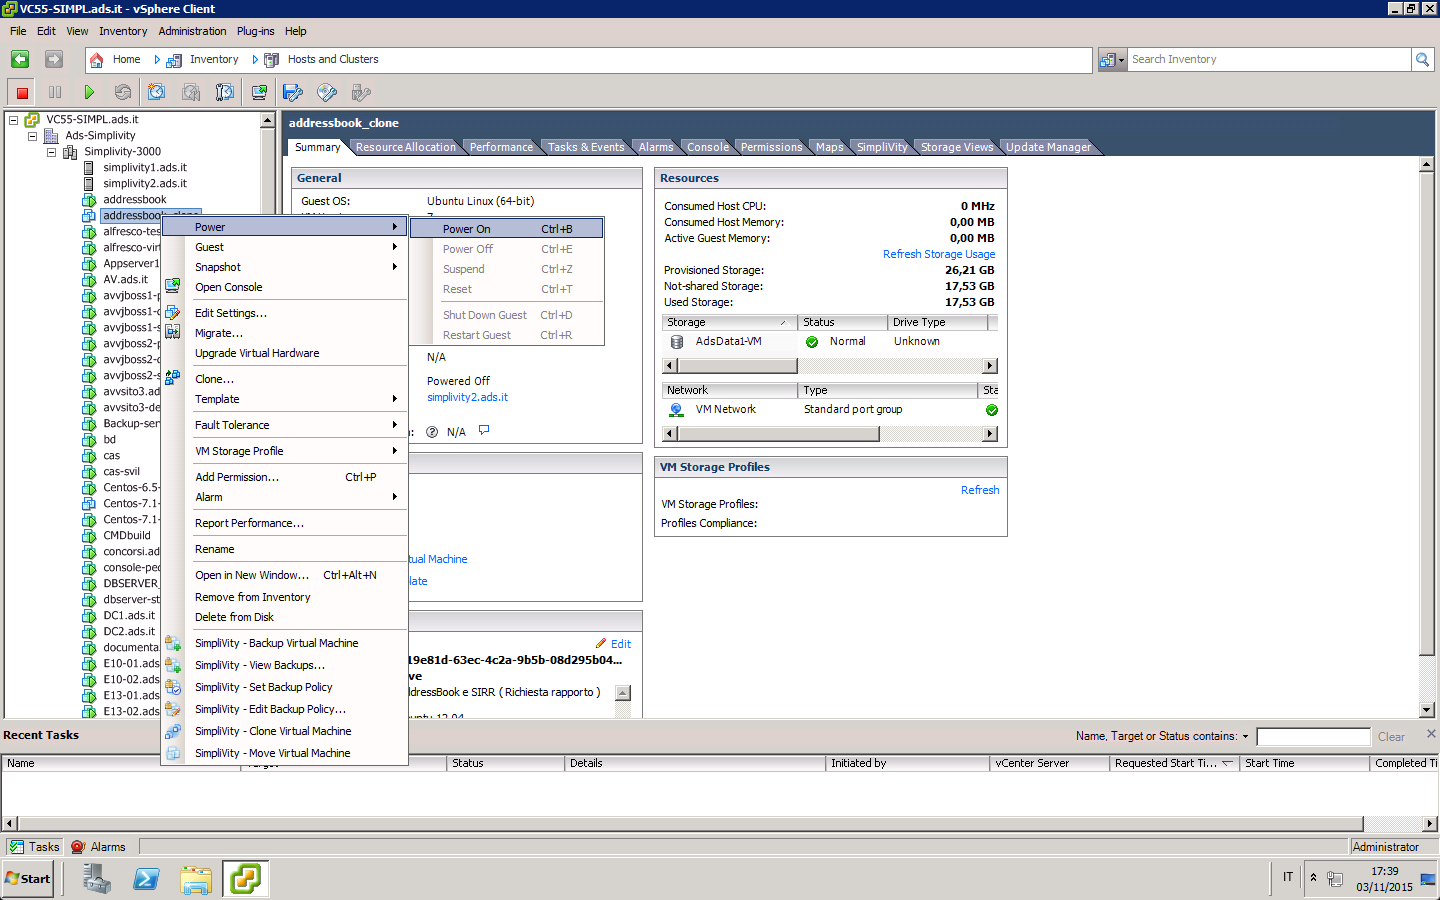 VC55-SIMPL.ads.it - vSphere Client
File Edit View Inventory Administration Plug-ins Help
Home Inventory Hosts and Clusters
Search Inventory
VC55-SIMPL.ads.it
Ads-Simplivity
Simplivity-3000
simplivity1.ads.it
simplivity2.ads.it
addressbook
addressbook_clone
alfresco-tes
alfresco-virt
Appserver1
AV.ads.it
avvjboss1-p
avvjboss1-c
avvjboss1-s
avvjboss2-p
avvjboss2-c
avvjboss2-s
avvsito3.ad
avvsito3-de
Backup-ser
bd
cas
cas-svil
Centos-6.5-
Centos-7.1-
Centos-7.1-
CMDbuild
concorsi.ad
console-pec
DBSERVER
dbserver-st
DC1.ads.it
DC2.ads.it
documenta
E10-01.ads
E10-02.ads
E13-01.ads
E13-02.ads
addressbook_clone
Summary Resource Allocation Performance Tasks & Events Alarms Console Permissions Maps SimpliVity Storage Views Update Manager
General
Guest OS: Ubuntu Linux (64-bit)
Power
Guest
Snapshot
Open Console
Edit Settings...
Migrate...
Upgrade Virtual Hardware
Clone...
Template
Fault Tolerance
VM Storage Profile
Add Permission... Ctrl+P
Alarm
Report Performance...
Rename
Open in New Window... Ctrl+Alt+N
Remove from Inventory
Delete from Disk
SimpliVity - Backup Virtual Machine
SimpliVity - View Backups...
SimpliVity - Set Backup Policy
SimpliVity - Edit Backup Policy...
SimpliVity - Clone Virtual Machine
SimpliVity - Move Virtual Machine
Power On Ctrl+B
Power Off Ctrl+E
Suspend Ctrl+Z
Reset Ctrl+T
Shut Down Guest Ctrl+D
Restart Guest Ctrl+R
N/A
Powered Off
simplivity2.ads.it
N/A
tual Machine
late
Edit
19e81d-63ec-4c2a-9b5b-08d295b04...
ve
ddressBook e SIRR ( Richiesta rapporto )
Resources
Consumed Host CPU: 0 MHz
Consumed Host Memory: 0,00 MB
Active Guest Memory: 0,00 MB
Refresh Storage Usage
Provisioned Storage: 26,21 GB
Not-shared Storage: 17,53 GB
Used Storage: 17,53 GB
Storage Status Drive Type
AdsData1-VM Normal Unknown
Network Type Sta
VM Network Standard port group
VM Storage Profiles
Refresh
VM Storage Profiles:
Profiles Compliance:
Recent Tasks
Name, Target or Status contains: Clear
Name Status Details Initiated by vCenter Server Requested Start Ti... Start Time Completed Ti
Tasks Alarms
Administrator
Start
IT
17:39
03/11/2015